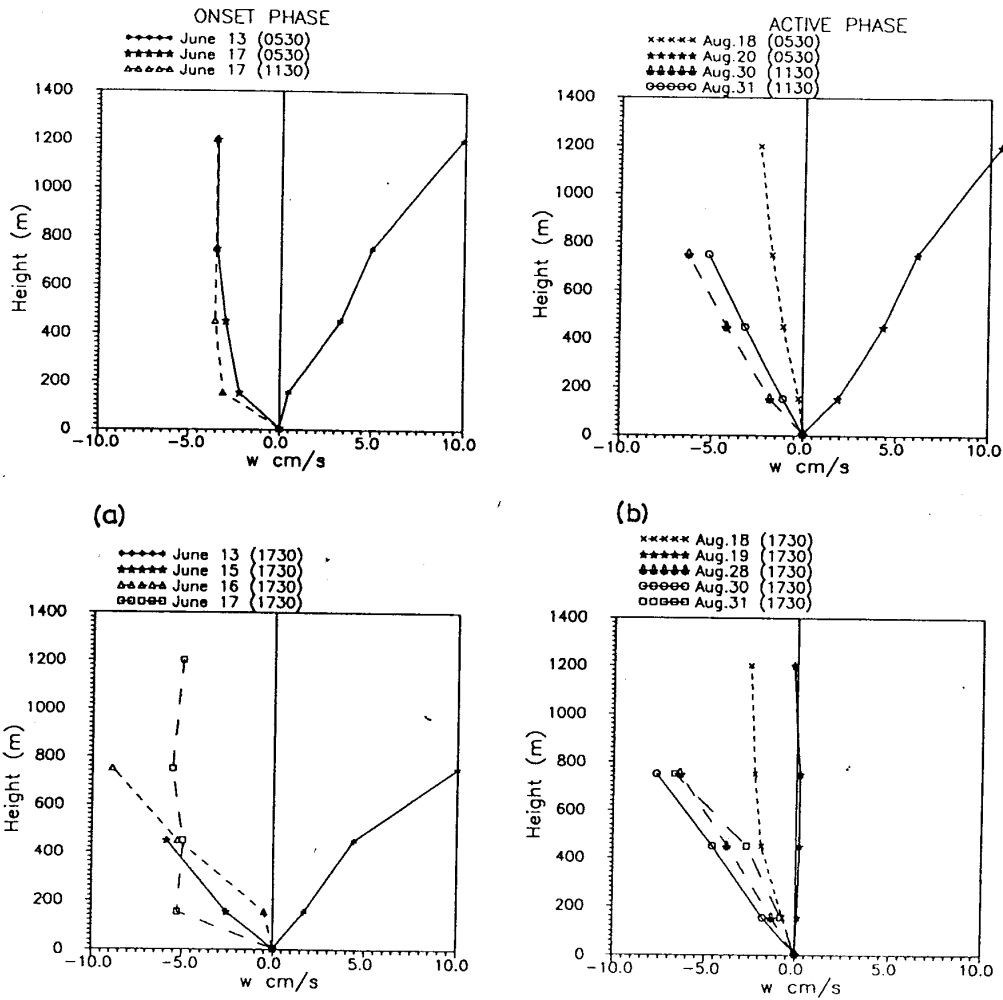 ONSET PHASE
June 13 (0530)
June 17 (0530)
June 17 (1130)
1400
1200
1000
800
600
400
200
0
Height (m)
-10.0 -5.0 0.0 5.0 10.0
w cm/s
ACTIVE PHASE
Aug.18 (0530)
Aug.20 (0530)
Aug.30 (1130)
Aug.31 (1130)
1400
1200
1000
800
600
400
200
0
Height (m)
-10.0 -5.0 0.0 5.0 10.0
w cm/s
(a)
June 13 (1730)
June 15 (1730)
June 16 (1730)
June 17 (1730)
1400
1200
1000
800
600
400
200
0
Height (m)
-10.0 -5.0 0.0 5.0 10.0
w cm/s
(b)
Aug.18 (1730)
Aug.19 (1730)
Aug.28 (1730)
Aug.30 (1730)
Aug.31 (1730)
1400
1200
1000
800
600
400
200
0
Height (m)
-10.0 -5.0 0.0 5.0 10.0
w cm/s